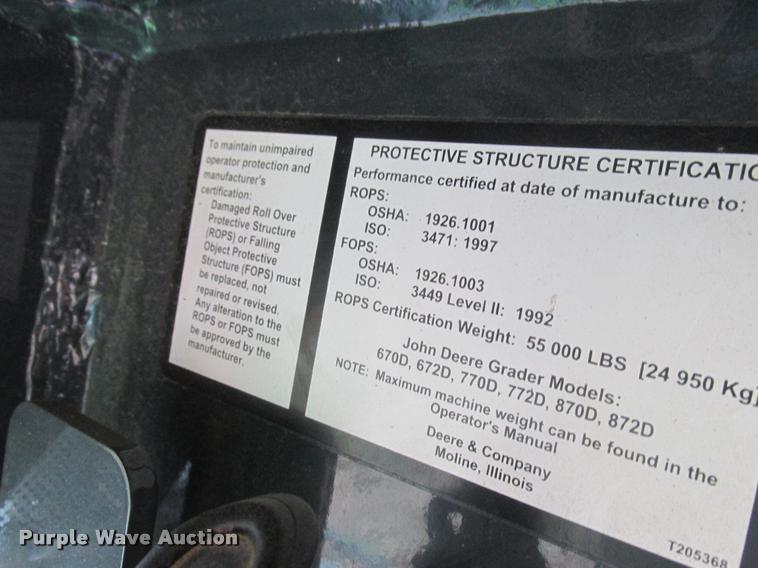 To maintain unimpaired
operator protection and
manufacturer's
certification:
- Damaged Roll Over
Protective Structure
(ROPS) or Falling
Object Protective
Structure (FOPS) must
be replaced, not
repaired or revised.
- Any alteration to the
ROPS or FOPS must
be approved by the
manufacturer.
PROTECTIVE STRUCTURE CERTIFICATIO
Performance certified at date of manufacture to:
ROPS:
OSHA: 1926.1001
ISO: 3471: 1997
FOPS:
OSHA: 1926.1003
ISO: 3449 Level II: 1992
ROPS Certification Weight: 55 000 LBS [24 950 Kg]
John Deere Grader Models:
670D, 672D, 770D, 772D, 870D, 872D
NOTE: Maximum machine weight can be found in the
Operator's Manual
Deere & Company
Moline, Illinois
T205368
Purple Wave Auction